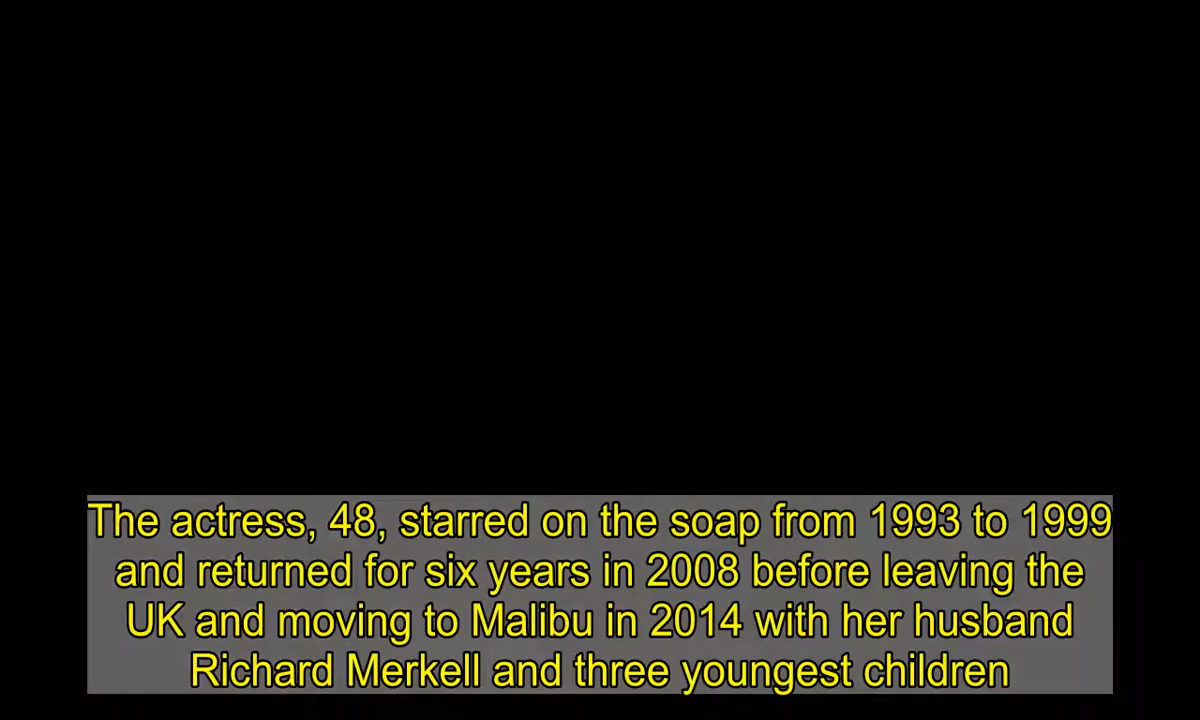 The actress, 48, starred on the soap from 1993 to 1999
and returned for six years in 2008 before leaving the
UK and moving to Malibu in 2014 with her husband
Richard Merkell and three youngest children